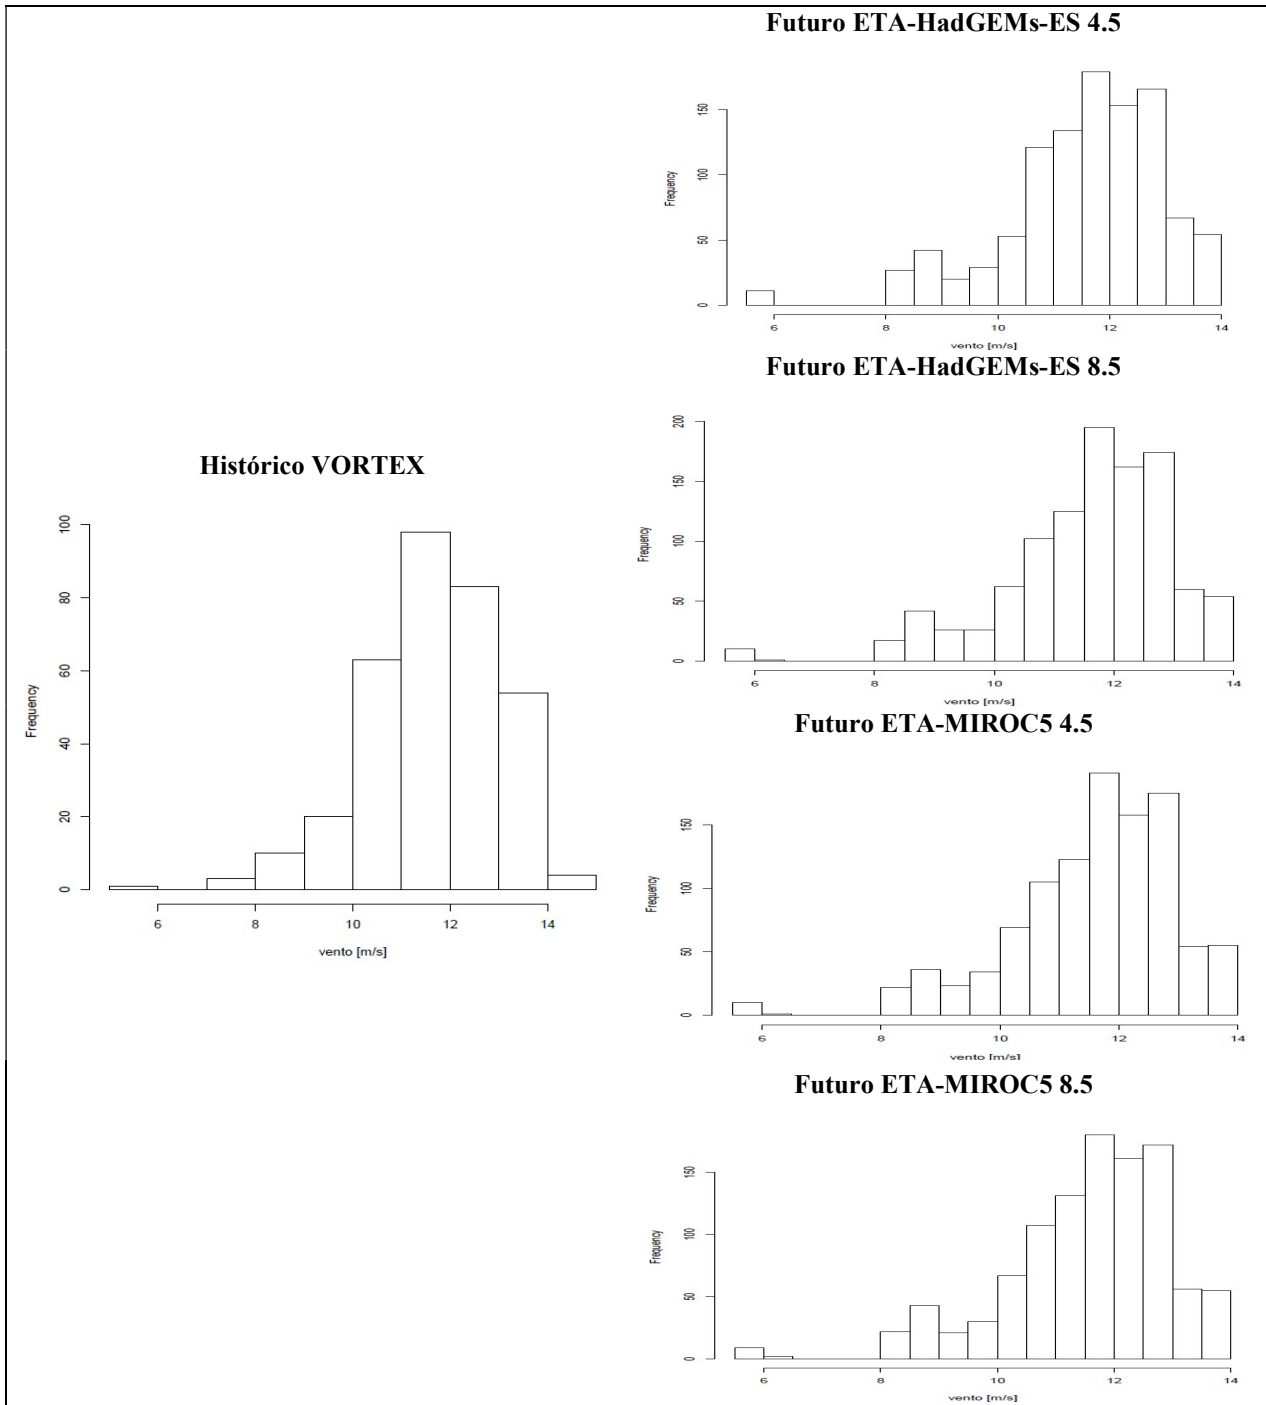 Histórico VORTEX
Frequency
0 20 40 60 80 100
6 8 10 12 14
vento [m/s]
Futuro ETA-HadGEMs-ES 4.5
Frequency
0 50 100 150
6 8 10 12 14
vento [m/s]
Futuro ETA-HadGEMs-ES 8.5
Frequency
0 50 100 150 200
6 8 10 12 14
vento [m/s]
Futuro ETA-MIROC5 4.5
Frequency
0 50 100 150
6 8 10 12 14
vento [m/s]
Futuro ETA-MIROC5 8.5
Frequency
0 50 100 150
6 8 10 12 14
vento [m/s]